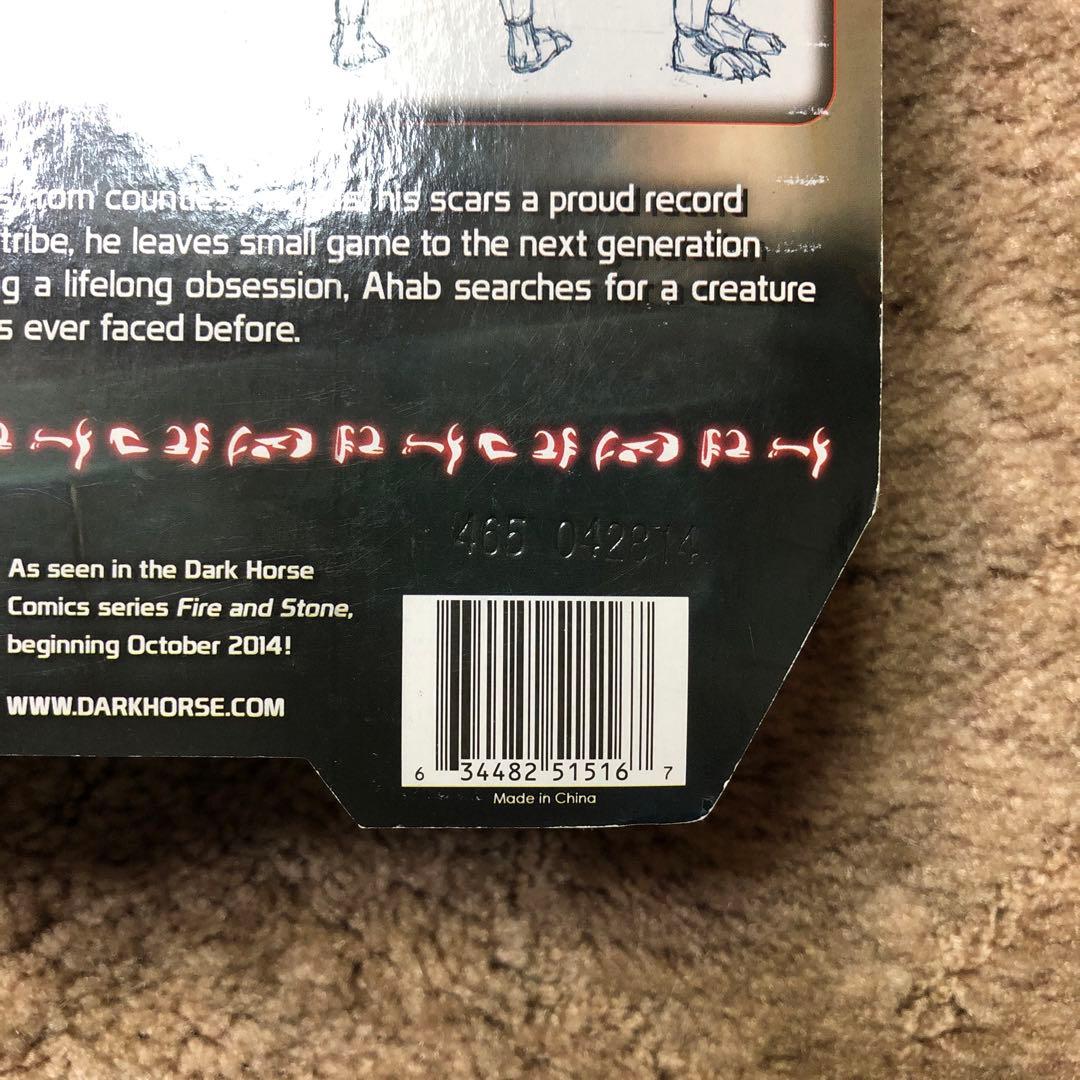 from his scars a proud record
tribe, he leaves small game to the next generation
g a lifelong obsession, Ahab searches for a creature
s ever faced before.
465 042814
As seen in the Dark Horse
Comics series Fire and Stone,
beginning October 2014!
WWW.DARKHORSE.COM
6 34482 51516 7
Made in China